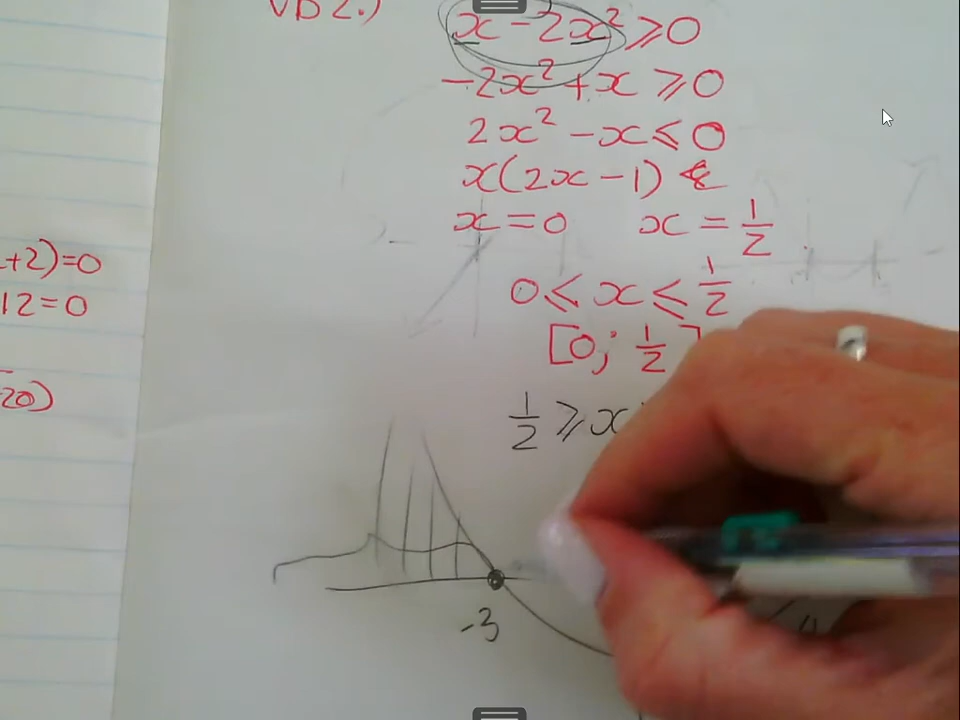 VB 2.)
x - 2x² ⩾ 0
-2x² + x ⩾ 0
2x² - x ⩽ 0
x(2x - 1) ⩽
x = 0 x = 1/2
+2)=0
12=0
0 ⩽ x ⩽ 1/2
[0; 1/2]
20)
1/2 ⩾ x
-3